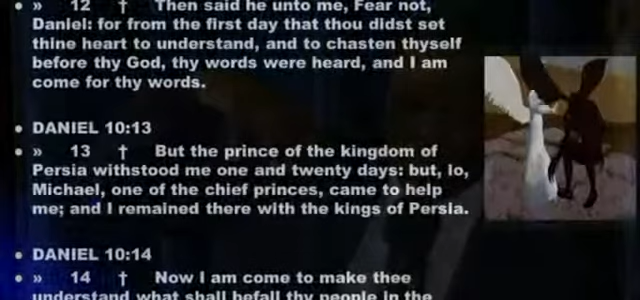 • » 12 † Then said he unto me, Fear not,
Daniel: for from the first day that thou didst set
thine heart to understand, and to chasten thyself
before thy God, thy words were heard, and I am
come for thy words.
• DANIEL 10:13
• » 13 † But the prince of the kingdom of
Persia withstood me one and twenty days: but, lo,
Michael, one of the chief princes, came to help
me; and I remained there with the kings of Persia.
• DANIEL 10:14
• » 14 † Now I am come to make thee
understand what shall befall thy people in the